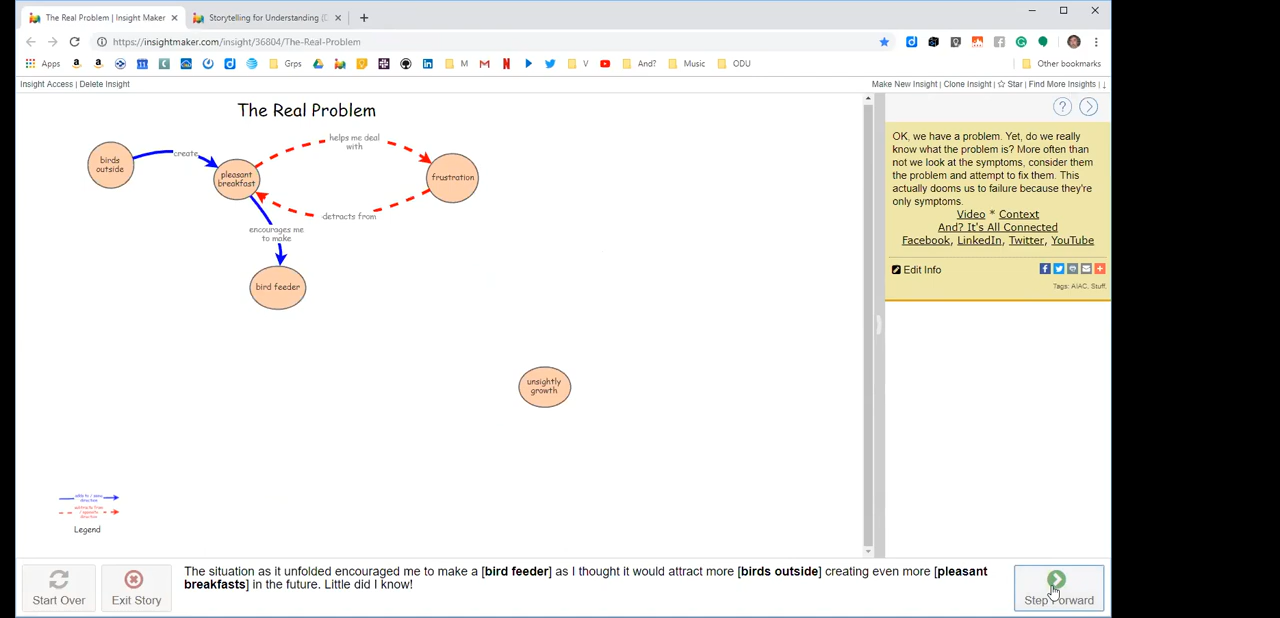 The Real Problem | Insight Maker
Storytelling for Understanding (
https://insightmaker.com/insight/36804/The-Real-Problem
Apps
Grps
M
V
And?
Music
ODU
Other bookmarks
Insight Access | Delete Insight
Make New Insight | Clone Insight | Star | Find More Insights |
The Real Problem
birds
outside
create
pleasant
breakfast
helps me deal
with
frustration
detracts from
encourages me
to make
bird feeder
unsightly
growth
Legend
OK, we have a problem. Yet, do we really
know what the problem is? More often than
not we look at the symptoms, consider them
the problem and attempt to fix them. This
actually dooms us to failure because they're
only symptoms.
Video * Context
And? It's All Connected
Facebook, LinkedIn, Twitter, YouTube
Edit Info
Tags: AIAC, Stuff,
Start Over
Exit Story
The situation as it unfolded encouraged me to make a [bird feeder] as I thought it would attract more [birds outside] creating even more [pleasant
breakfasts] in the future. Little did I know!
Step Forward